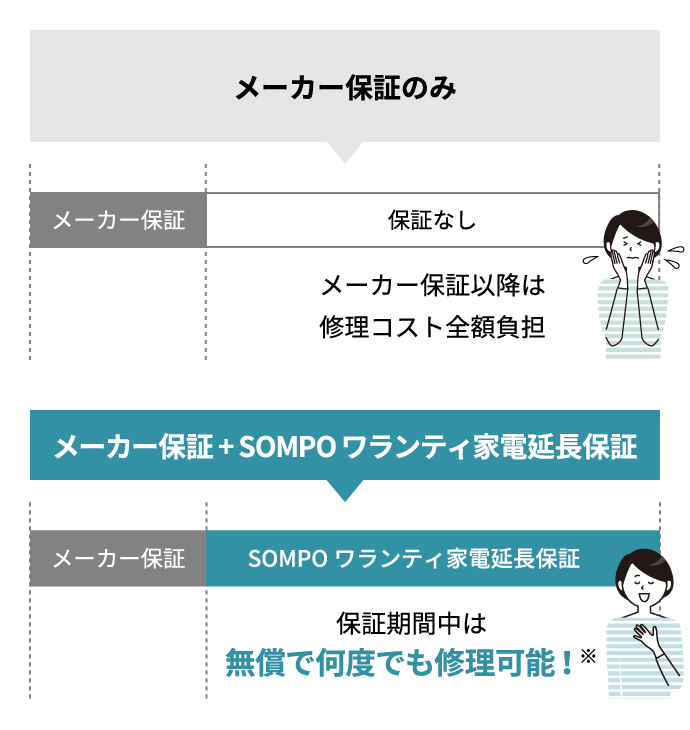 メーカー保証のみ
メーカー保証
保証なし
メーカー保証以降は
修理コスト全額負担
メーカー保証 + SOMPO ワランティ家電延長保証
メーカー保証
SOMPO ワランティ家電延長保証
保証期間中は
無償で何度でも修理可能！※